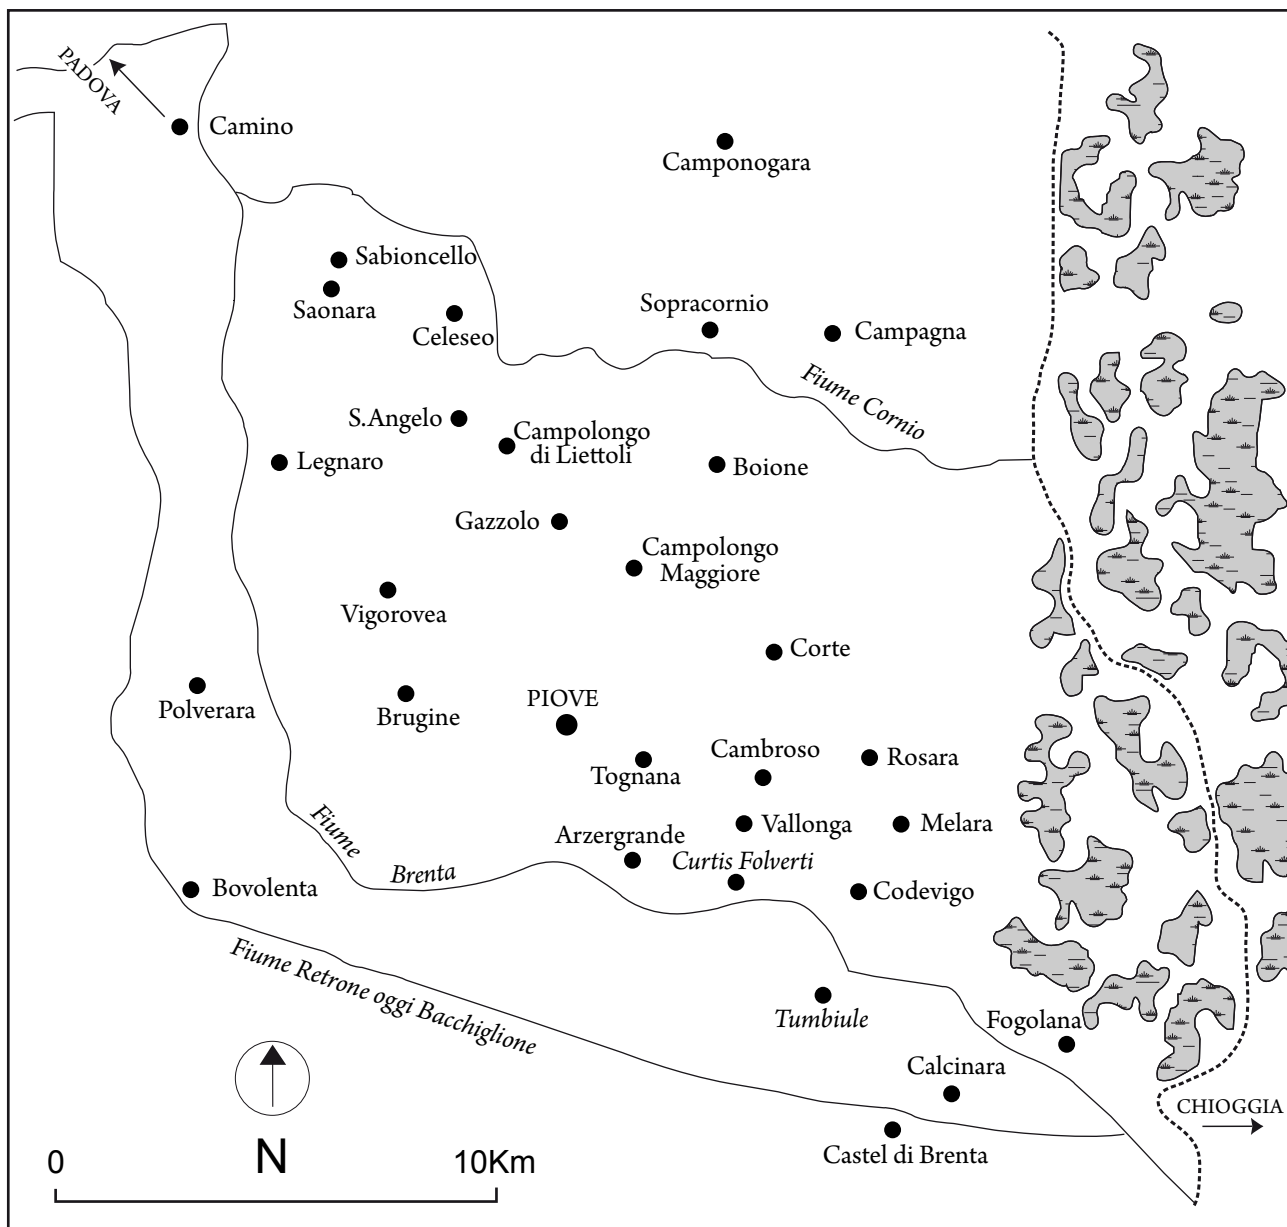 PADOVA
Camino
Camponogara
Sabioncello
Saonara
Celeseo
Sopracornio
Campagna
Fiume Cornio
S.Angelo
Campolongo
di Liettoli
Legnaro
Boione
Gazzolo
Campolongo
Maggiore
Vigorovea
Corte
Polverara
Brugine
PIOVE
Tognana
Cambroso
Rosara
Fiume
Brenta
Arzergrande
Vallonga
Melara
Curtis Folverti
Bovolenta
Codevigo
Fiume Retrone oggi Bacchiglione
Tumbiule
Fogolana
Calcinara
CHIOGGIA
Castel di Brenta
N
0
10Km